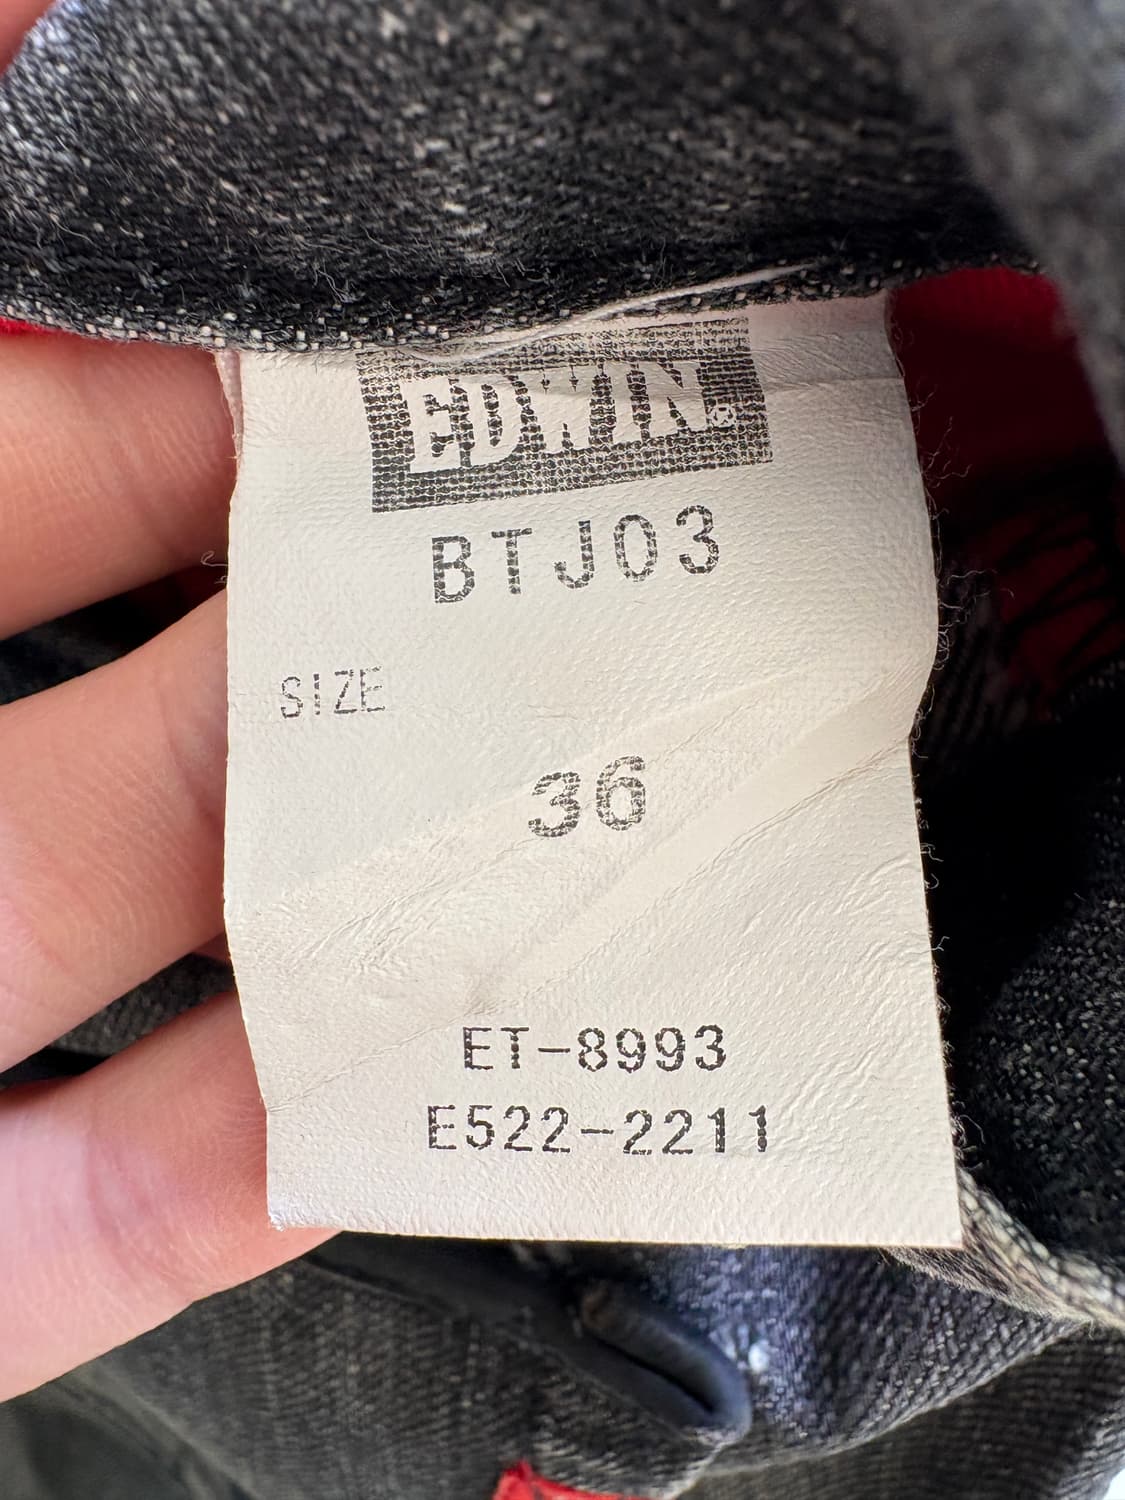 EDWIN®
BTJ03
SIZE
36
ET-8993
E522-2211